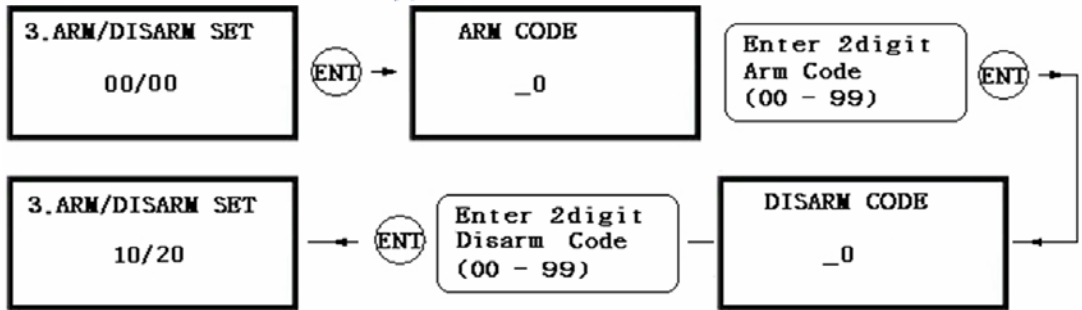 3.ARM/DISARM SET
00/00
ENT
ARM CODE
_0
Enter 2digit
Arm Code
(00 - 99)
ENT
DISARM CODE
_0
Enter 2digit
Disarm Code
(00 - 99)
ENT
3.ARM/DISARM SET
10/20